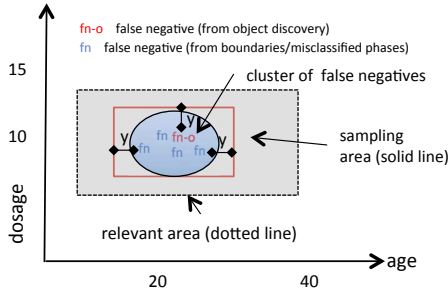 fn-o false negative (from object discovery)
fn false negative (from boundaries/misclassified phases)
15
cluster of false negatives
y
fn fn-o
y
y
10
fn
fn
fn
sampling
area (solid line)
dosage
relevant area (dotted line)
age
20
40